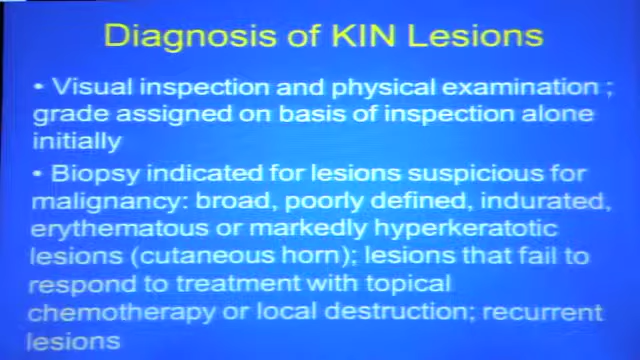 Diagnosis of KIN Lesions
• Visual inspection and physical examination ;
grade assigned on basis of inspection alone
initially
• Biopsy indicated for lesions suspicious for
malignancy: broad, poorly defined, indurated,
erythematous or markedly hyperkeratotic
lesions (cutaneous horn); lesions that fail to
respond to treatment with topical
chemotherapy or local destruction; recurrent
lesions